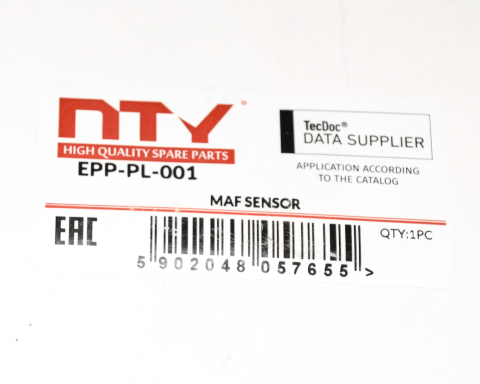 NTY
HIGH QUALITY SPARE PARTS
EPP-PL-001
TecDoc®
DATA SUPPLIER
APPLICATION ACCORDING
TO THE CATALOG
MAF SENSOR
EAC
QTY:1PC
5 902048 057655 >